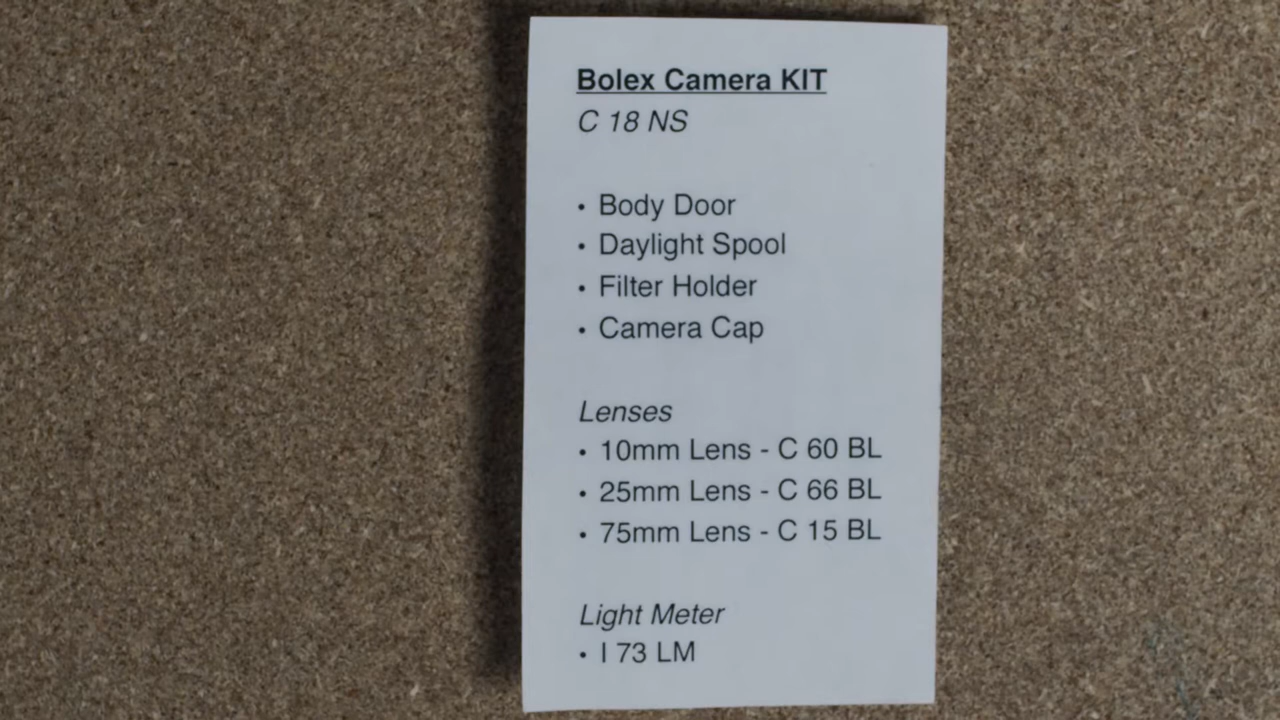 Bolex Camera KIT
C 18 NS
• Body Door
• Daylight Spool
• Filter Holder
• Camera Cap
Lenses
• 10mm Lens - C 60 BL
• 25mm Lens - C 66 BL
• 75mm Lens - C 15 BL
Light Meter
• I 73 LM